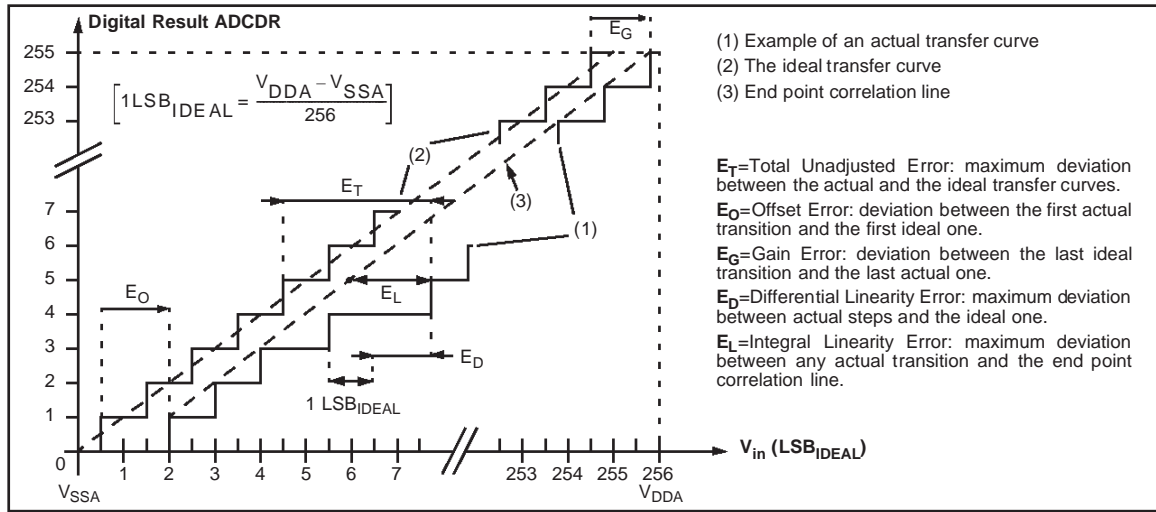 Digital Result ADCDR
E_G
255
254
253
[1LSB_IDEAL = (V_DDA – V_SSA) / 256]
(2)
E_T
(3)
7
6
(1)
5
E_L
E_O
4
3
E_D
2
1 LSB_IDEAL
1
0
1 2 3 4 5 6 7 253 254 255 256
V_in (LSB_IDEAL)
V_SSA
V_DDA
(1) Example of an actual transfer curve
(2) The ideal transfer curve
(3) End point correlation line
E_T=Total Unadjusted Error: maximum deviation
between the actual and the ideal transfer curves.
E_O=Offset Error: deviation between the first actual
transition and the first ideal one.
E_G=Gain Error: deviation between the last ideal
transition and the last actual one.
E_D=Differential Linearity Error: maximum deviation
between actual steps and the ideal one.
E_L=Integral Linearity Error: maximum deviation
between any actual transition and the end point
correlation line.